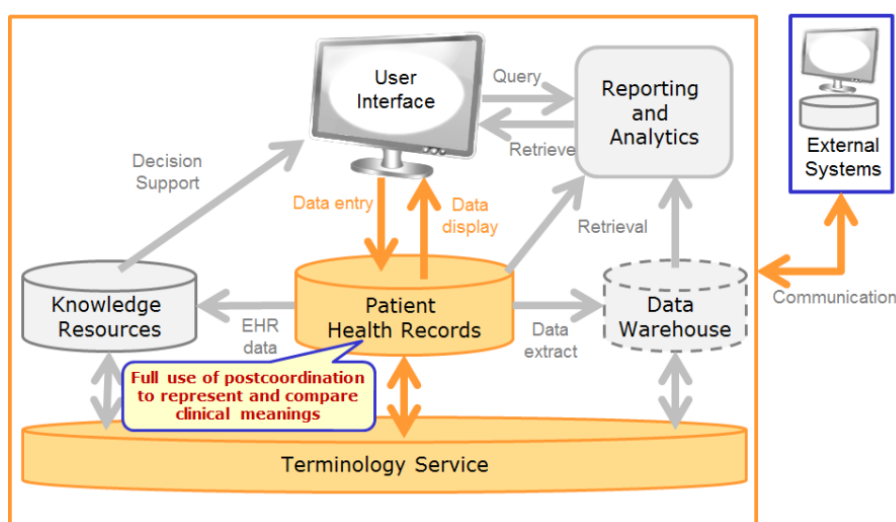 User
Interface
Query
Retrieve
Reporting
and
Analytics
External
Systems
Decision
Support
Data entry
Data
display
Retrieval
Communication
Knowledge
Resources
EHR
data
Patient
Health Records
Data
extract
Data
Warehouse
Full use of postcoordination
to represent and compare
clinical meanings
Terminology Service